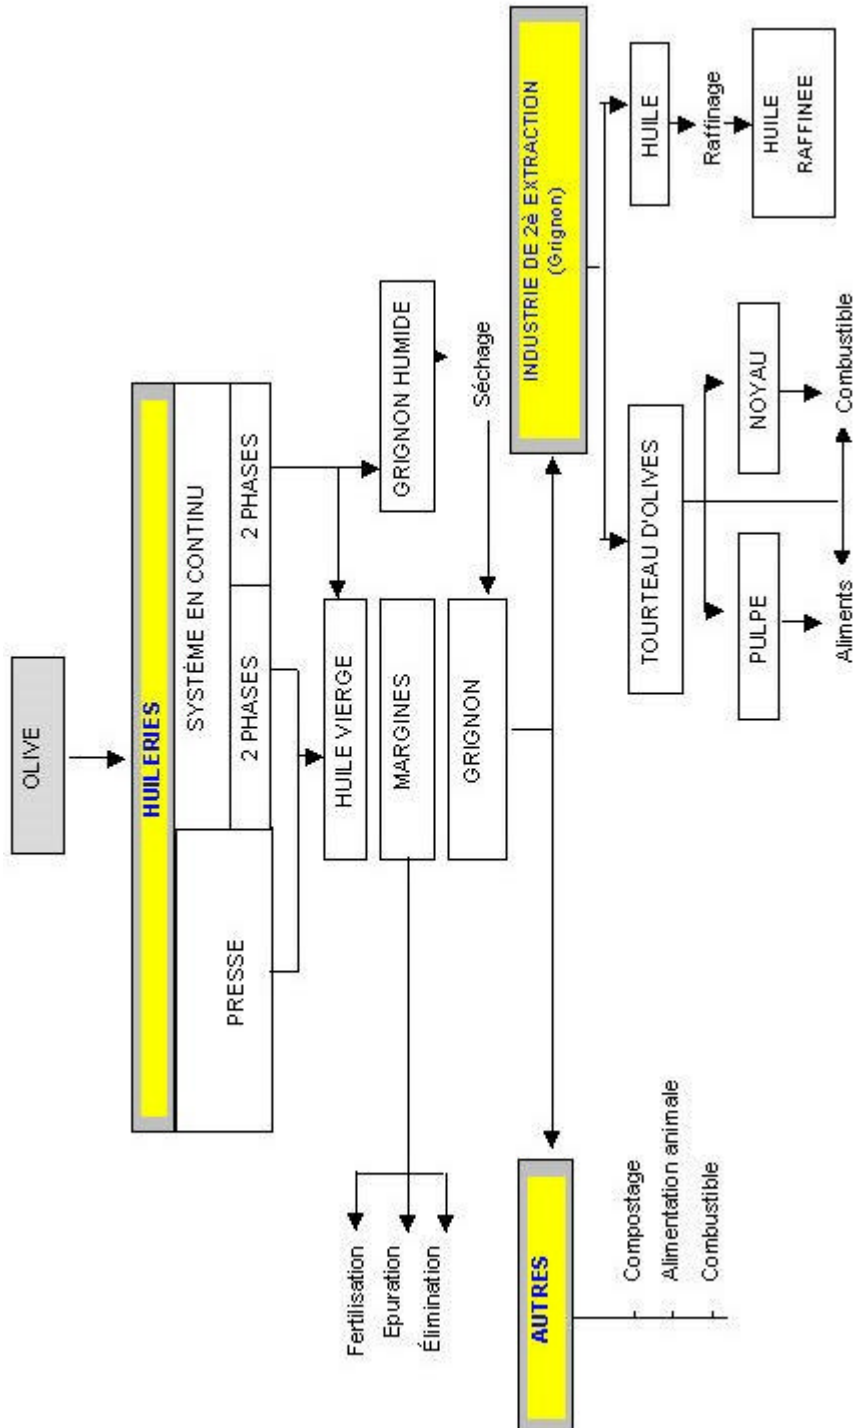 OLIVE
HUILERIES
PRESSE
SYSTÈME EN CONTINU
2 PHASES
2 PHASES
HUILE VIERGE
MARGINES
GRIGNON
GRIGNON HUMIDE
Séchage
Fertilisation
Epuration
Élimination
AUTRES
Compostage
Alimentation animale
Combustible
INDUSTRIE DE 2è EXTRACTION
(Grignon)
TOURTEAU D'OLIVES
HUILE
Raffinage
HUILE
RAFFINEE
PULPE
NOYAU
Aliments
Combustible